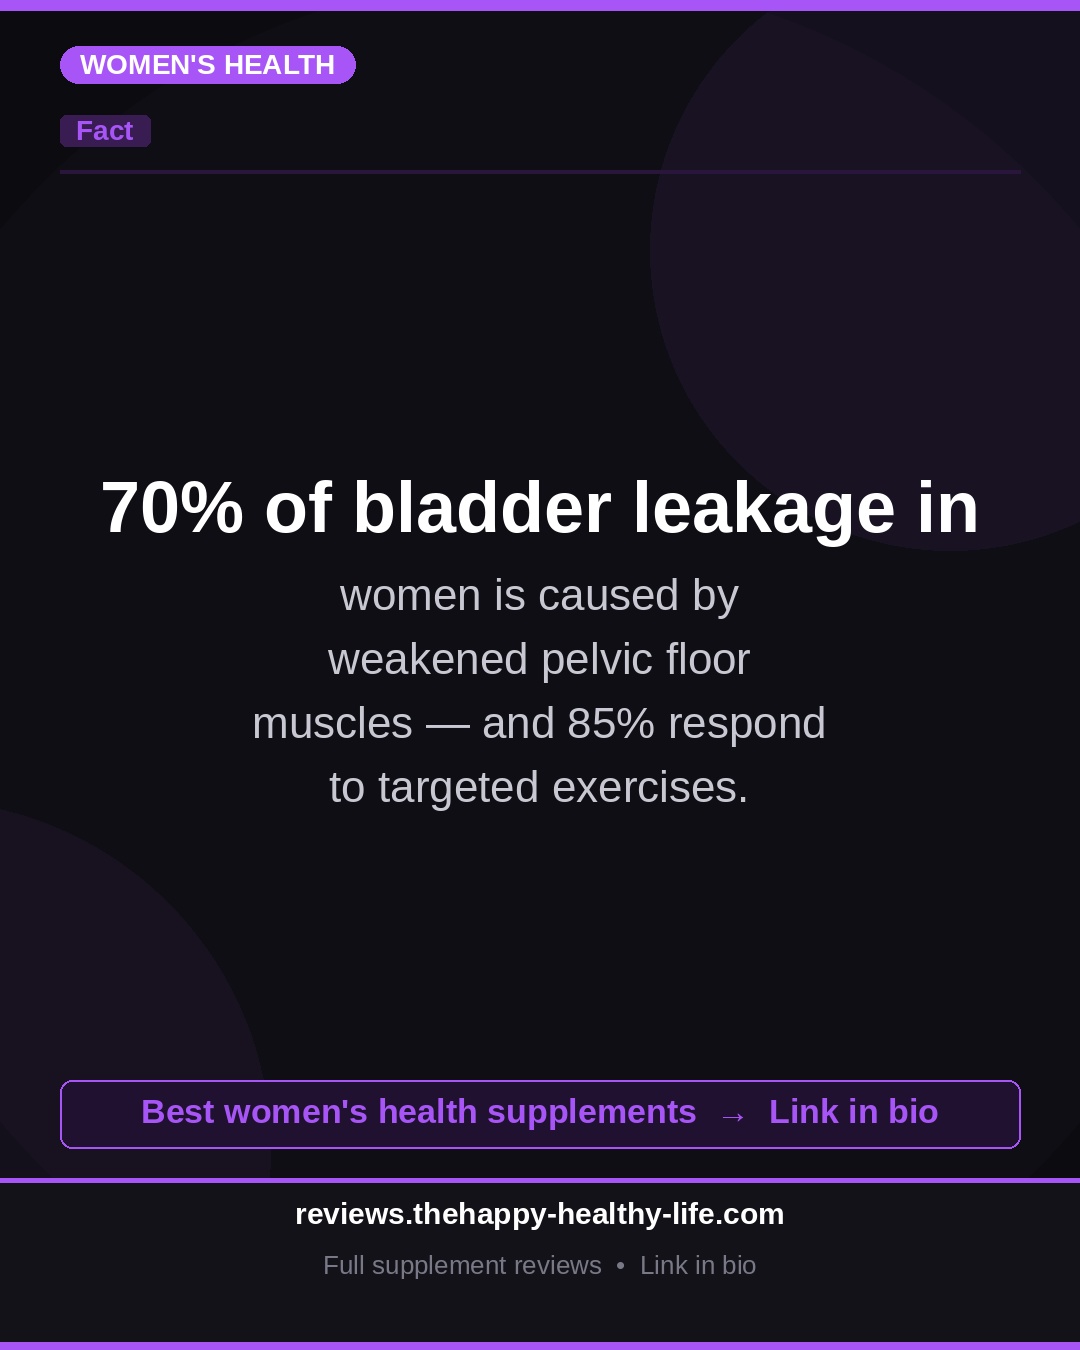 WOMEN'S HEALTH
Fact
70% of bladder leakage in
women is caused by
weakened pelvic floor
muscles — and 85% respond
to targeted exercises.
Best women's health supplements → Link in bio
reviews.thehappy-healthy-life.com
Full supplement reviews • Link in bio